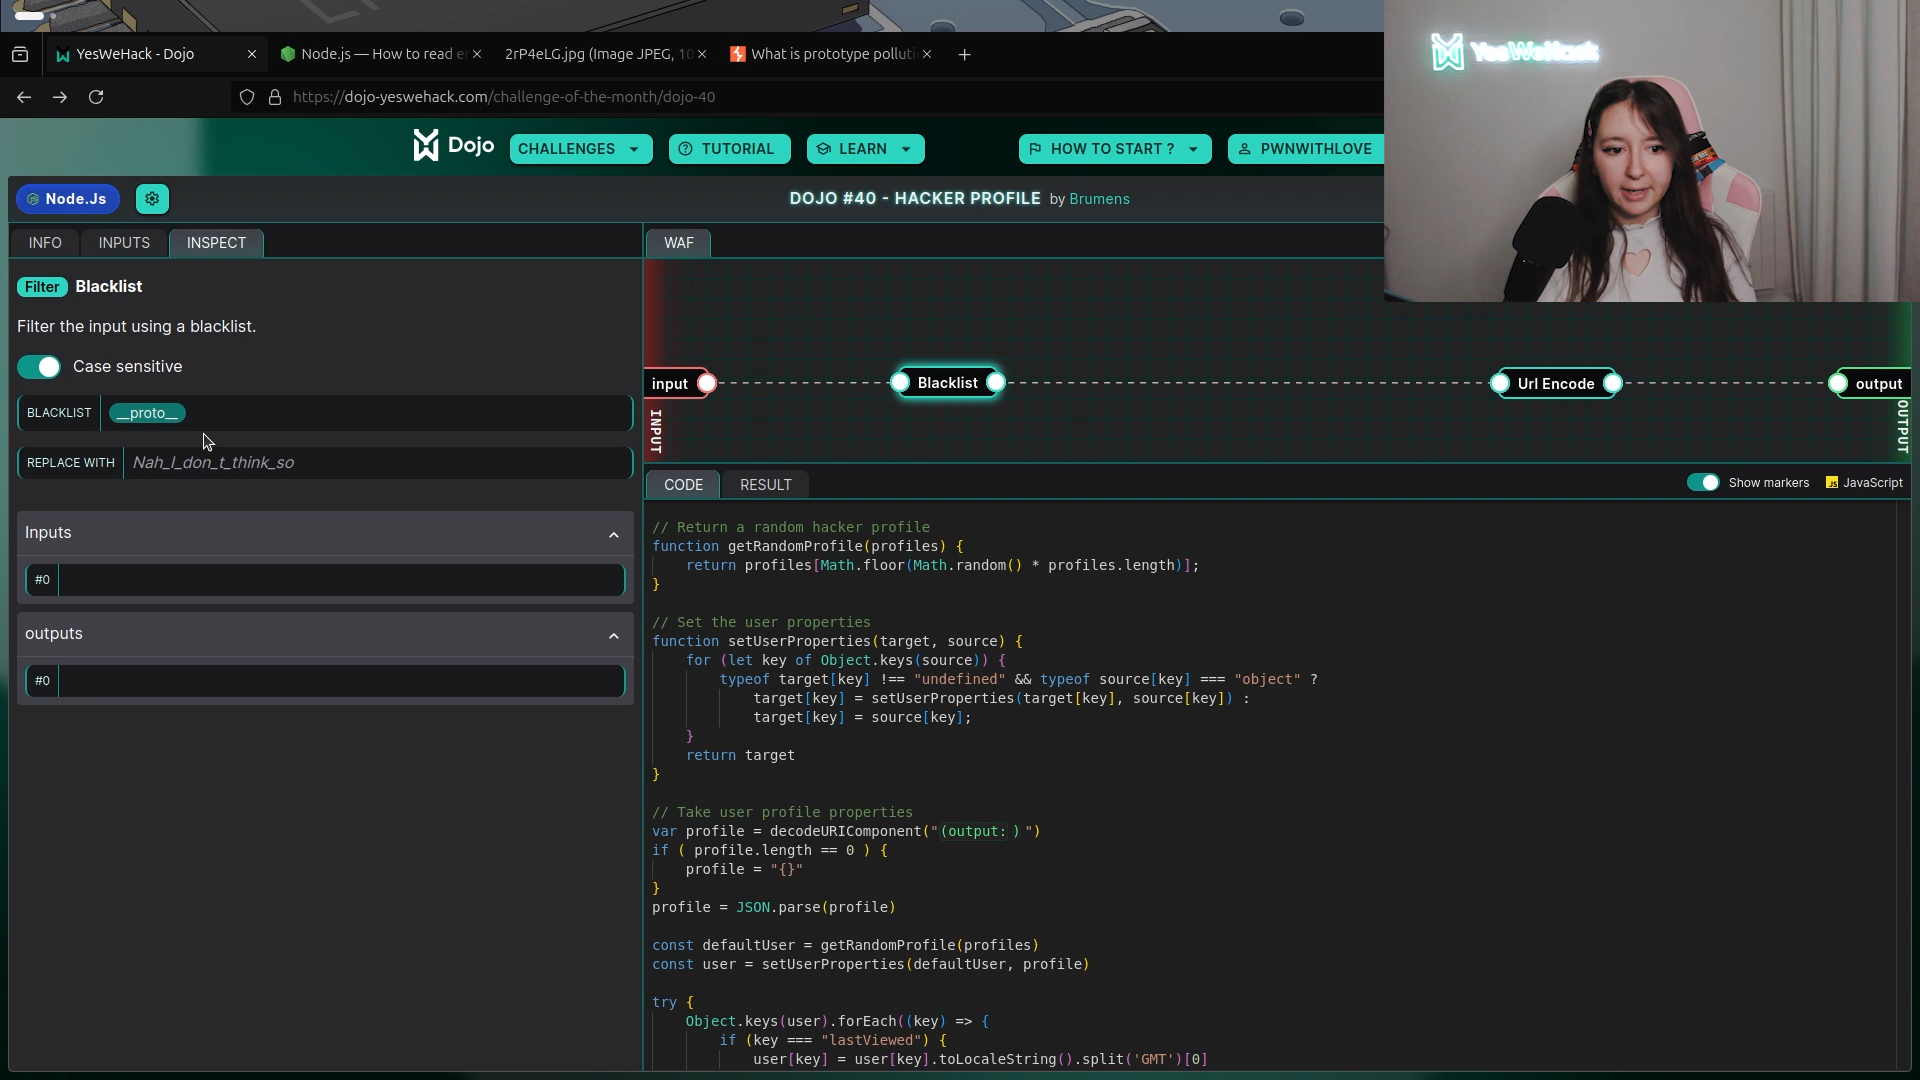 YesWeHack - Dojo
Node.js — How to read e
2rP4eLG.jpg (Image JPEG, 10
What is prototype polluti
https://dojo-yeswehack.com/challenge-of-the-month/dojo-40
YesWeHack
Dojo
CHALLENGES
TUTORIAL
LEARN
HOW TO START ?
PWNWITHLOVE
Node.Js
DOJO #40 - HACKER PROFILE by Brumens
INFO
INPUTS
INSPECT
WAF
Filter Blacklist
Filter the input using a blacklist.
Case sensitive
BLACKLIST __proto__
REPLACE WITH Nah_I_don_t_think_so
Inputs
#0
outputs
#0
input
Blacklist
Url Encode
output
INPUT
OUTPUT
CODE
RESULT
Show markers
JavaScript
// Return a random hacker profile
function getRandomProfile(profiles) {
    return profiles[Math.floor(Math.random() * profiles.length)];
}
// Set the user properties
function setUserProperties(target, source) {
    for (let key of Object.keys(source)) {
        typeof target[key] !== "undefined" && typeof source[key] === "object" ?
            target[key] = setUserProperties(target[key], source[key]) :
            target[key] = source[key];
    }
    return target
}
// Take user profile properties
var profile = decodeURIComponent("(output: ) ")
if ( profile.length == 0 ) {
    profile = "{}"
}
profile = JSON.parse(profile)
const defaultUser = getRandomProfile(profiles)
const user = setUserProperties(defaultUser, profile)
try {
    Object.keys(user).forEach((key) => {
        if (key === "lastViewed") {
            user[key] = user[key].toLocaleString().split('GMT')[0]